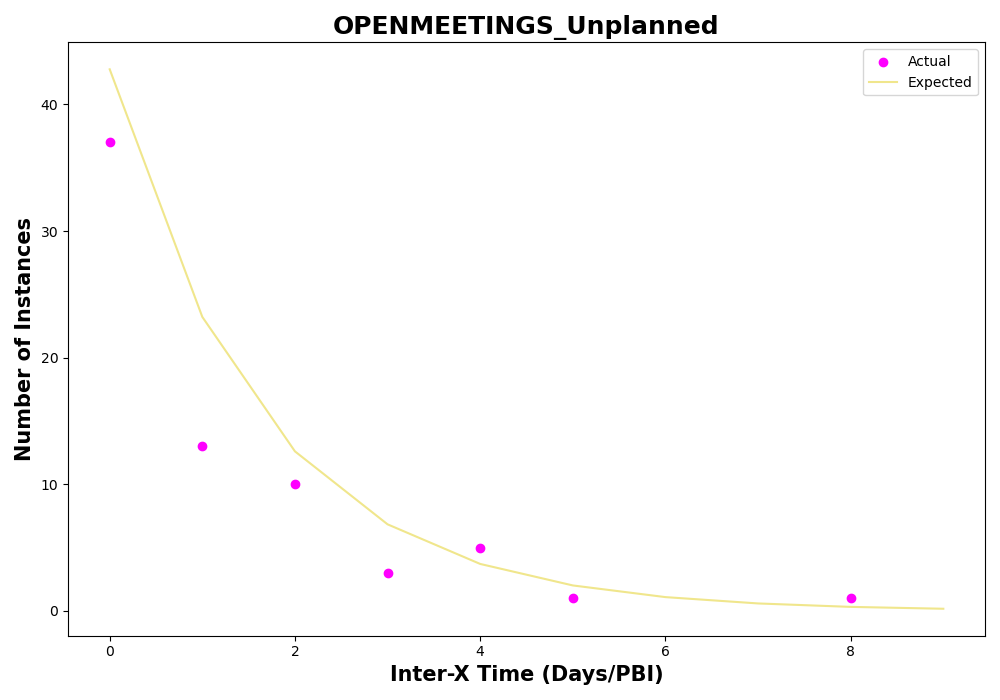 OPENMEETINGS_Unplanned
Actual
Expected
Number of Instances
40
30
20
10
0
0 2 4 6 8
Inter-X Time (Days/PBI)